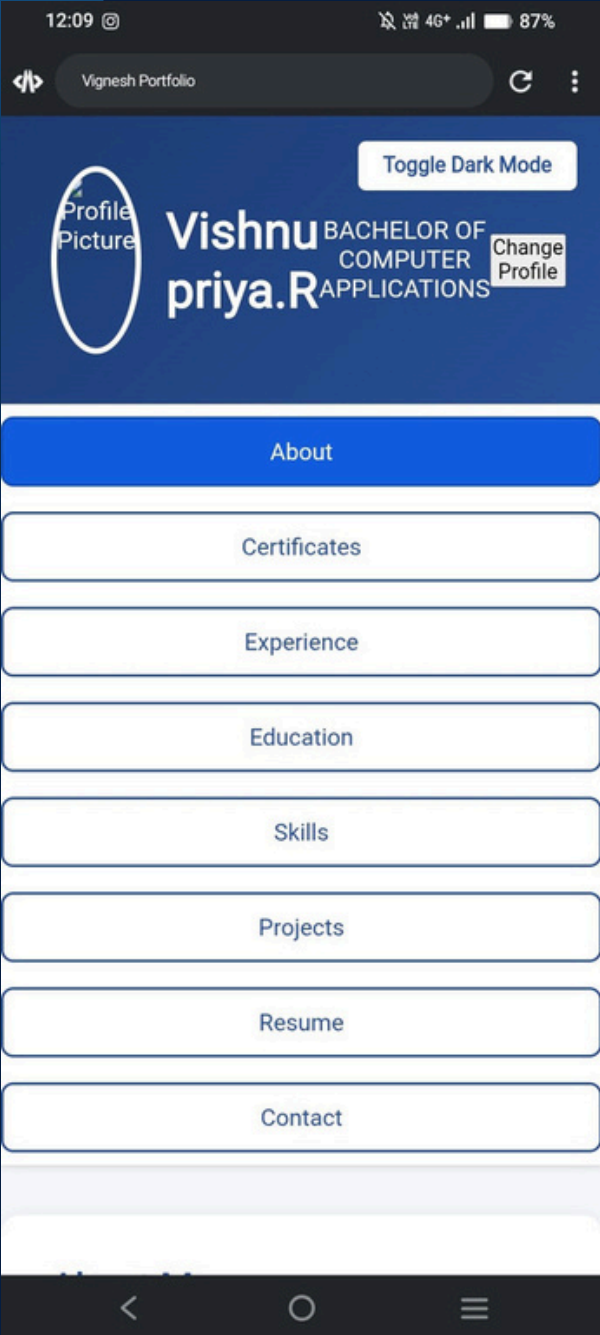 12:09
VoLTE 4G+ 87%
Vignesh Portfolio
Toggle Dark Mode
Profile
Picture
Vishnu
priya.R
BACHELOR OF
COMPUTER
APPLICATIONS
Change
Profile
About
Certificates
Experience
Education
Skills
Projects
Resume
Contact